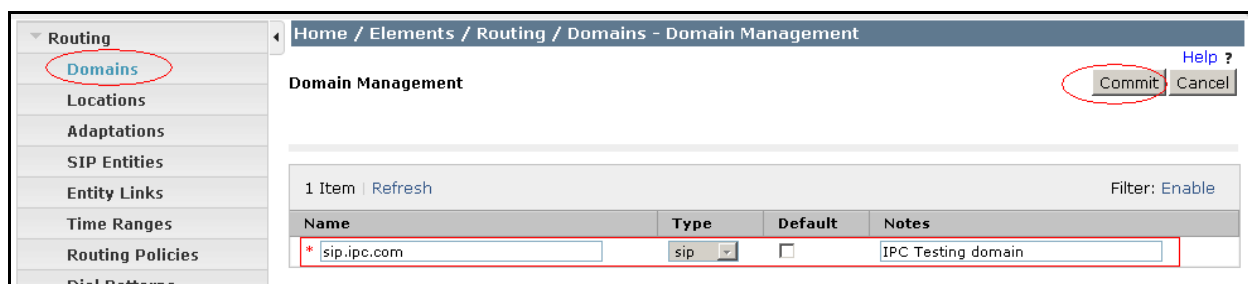 Routing
Domains
Locations
Adaptations
SIP Entities
Entity Links
Time Ranges
Routing Policies
Dial Patterns
Home / Elements / Routing / Domains - Domain Management
Help ?
Domain Management
Commit Cancel
1 Item | Refresh Filter: Enable
Name Type Default Notes
* sip.ipc.com sip IPC Testing domain